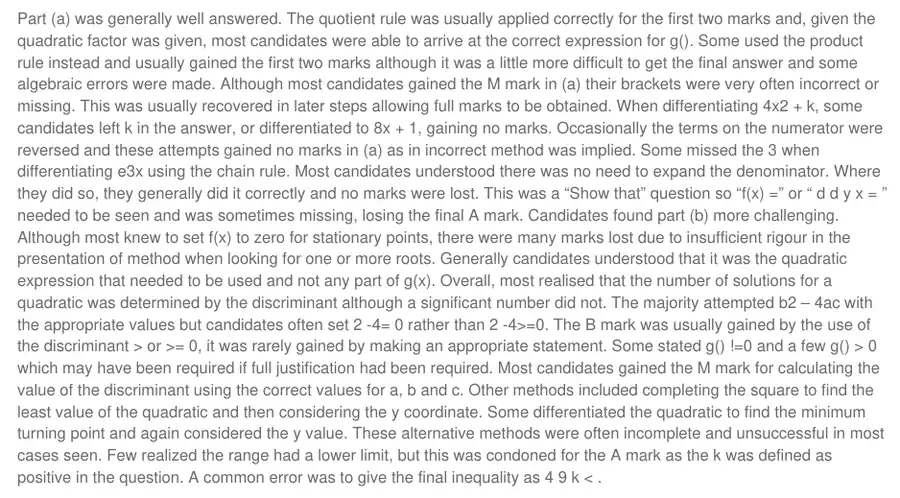 Part (a) was generally well answered. The quotient rule was usually applied correctly for the first two marks and, given the
quadratic factor was given, most candidates were able to arrive at the correct expression for g(). Some used the product
rule instead and usually gained the first two marks although it was a little more difficult to get the final answer and some
algebraic errors were made. Although most candidates gained the M mark in (a) their brackets were very often incorrect or
missing. This was usually recovered in later steps allowing full marks to be obtained. When differentiating 4x2 + k, some
candidates left k in the answer, or differentiated to 8x + 1, gaining no marks. Occasionally the terms on the numerator were
reversed and these attempts gained no marks in (a) as in incorrect method was implied. Some missed the 3 when
differentiating e3x using the chain rule. Most candidates understood there was no need to expand the denominator. Where
they did so, they generally did it correctly and no marks were lost. This was a “Show that” question so “f(x) =” or “ d d y x = ”
needed to be seen and was sometimes missing, losing the final A mark. Candidates found part (b) more challenging.
Although most knew to set f(x) to zero for stationary points, there were many marks lost due to insufficient rigour in the
presentation of method when looking for one or more roots. Generally candidates understood that it was the quadratic
expression that needed to be used and not any part of g(x). Overall, most realised that the number of solutions for a
quadratic was determined by the discriminant although a significant number did not. The majority attempted b2 – 4ac with
the appropriate values but candidates often set 2 -4= 0 rather than 2 -4>=0. The B mark was usually gained by the use of
the discriminant > or >= 0, it was rarely gained by making an appropriate statement. Some stated g() !=0 and a few g() > 0
which may have been required if full justification had been required. Most candidates gained the M mark for calculating the
value of the discriminant using the correct values for a, b and c. Other methods included completing the square to find the
least value of the quadratic and then considering the y coordinate. Some differentiated the quadratic to find the minimum
turning point and again considered the y value. These alternative methods were often incomplete and unsuccessful in most
cases seen. Few realized the range had a lower limit, but this was condoned for the A mark as the k was defined as
positive in the question. A common error was to give the final inequality as 4 9 k < .